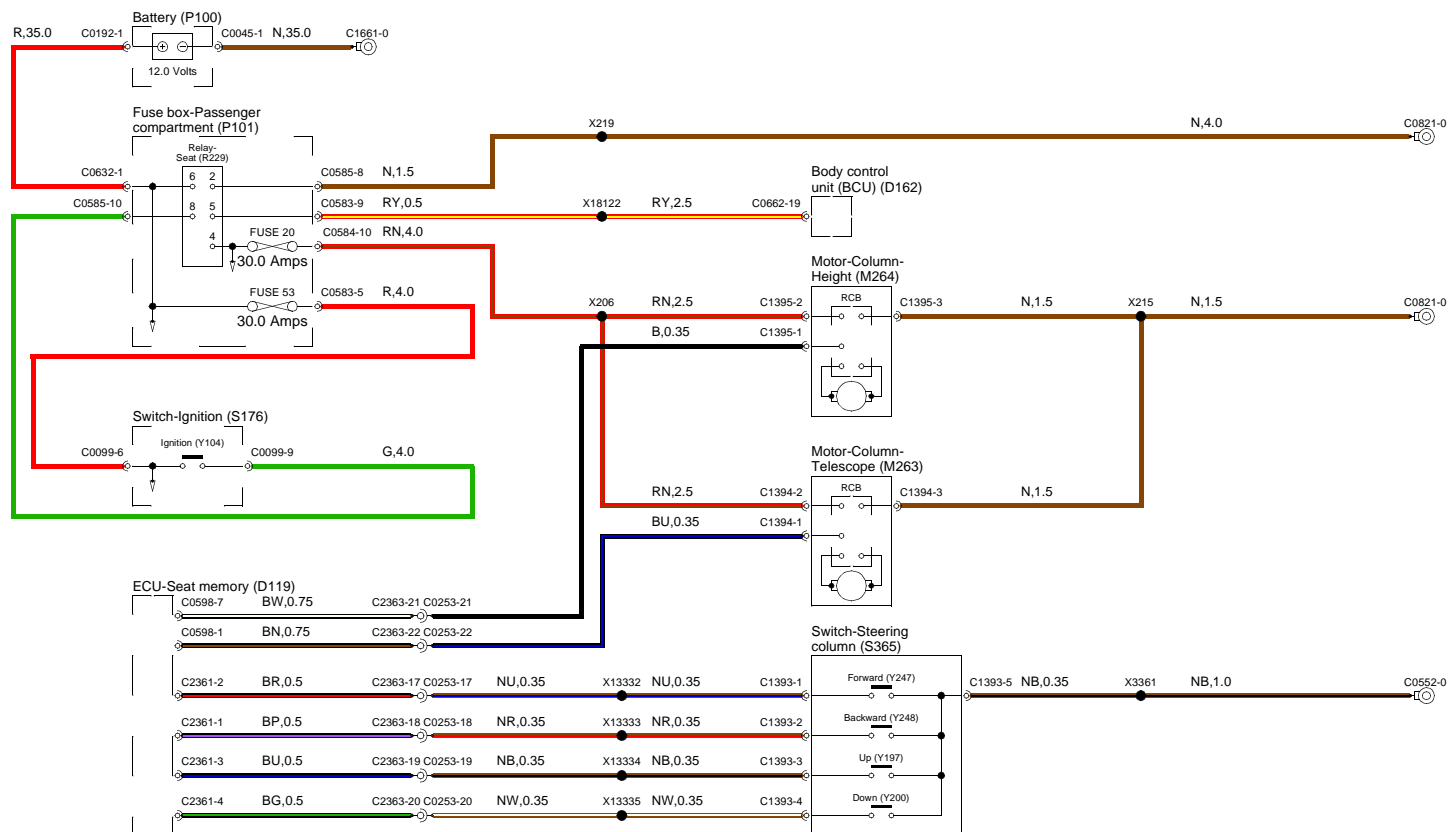 Battery (P100)
R,35.0 C0192-1 C0045-1 N,35.0 C1661-0
12.0 Volts
Fuse box-Passenger
compartment (P101)
X219 N,4.0 C0821-0
Relay-
Seat (R229)
C0632-1 6 2 C0585-8 N,1.5
Body control
unit (BCU) (D162)
C0585-10 8 5 C0583-9 RY,0.5 X18122 RY,2.5 C0662-19
4 FUSE 20 C0584-10 RN,4.0
30.0 Amps
Motor-Column-
Height (M264)
FUSE 53 C0583-5 R,4.0
30.0 Amps
X206 RN,2.5 C1395-2 RCB C1395-3 N,1.5 X215 N,1.5 C0821-0
B,0.35 C1395-1
Switch-Ignition (S176)
Ignition (Y104)
C0099-6 C0099-9 G,4.0
Motor-Column-
Telescope (M263)
RN,2.5 C1394-2 RCB C1394-3 N,1.5
BU,0.35 C1394-1
ECU-Seat memory (D119)
C0598-7 BW,0.75 C2363-21 C0253-21
C0598-1 BN,0.75 C2363-22 C0253-22
Switch-Steering
column (S365)
C2361-2 BR,0.5 C2363-17 C0253-17 NU,0.35 X13332 NU,0.35 C1393-1 Forward (Y247) C1393-5 NB,0.35 X3361 NB,1.0 C0552-0
C2361-1 BP,0.5 C2363-18 C0253-18 NR,0.35 X13333 NR,0.35 C1393-2 Backward (Y248)
C2361-3 BU,0.5 C2363-19 C0253-19 NB,0.35 X13334 NB,0.35 C1393-3 Up (Y197)
C2361-4 BG,0.5 C2363-20 C0253-20 NW,0.35 X13335 NW,0.35 C1393-4 Down (Y200)